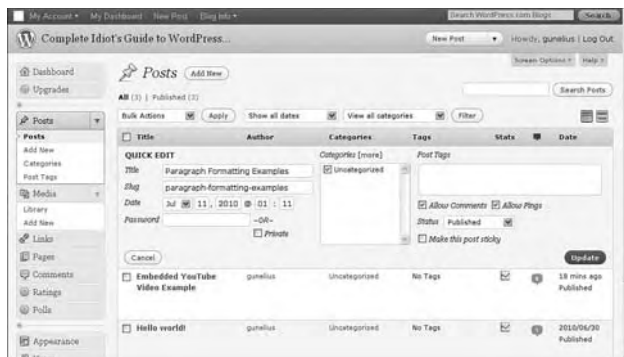 My Account My Dashboard New Post Blog Info Search WordPress.com Blogs Search
Complete Idiot's Guide to WordPress... New Post Howdy, gunelius | Log Out
Screen Options Help
Dashboard Posts Add New
Upgrades All (3) | Published (3) Search Posts
Bulk Actions Apply Show all dates View all categories Filter
Posts Title Author Categories Tags Stats Date
Posts QUICK EDIT Categories [more] Post Tags
Add New Title Paragraph Formatting Examples Uncategorized
Categories Slug paragraph-formatting-examples
Post Tags Date Jul 11, 2010 @ 01 : 11 Allow Comments Allow Pings
Media Password –OR– Status Published
Library Private Make this post sticky
Add New
Links
Pages Cancel Update
Comments Embedded YouTube Video Example gunelius Uncategorized No Tags 18 mins ago
Ratings Published
Polls
Hello world! gunelius Uncategorized No Tags 2010/06/30
Appearance Published